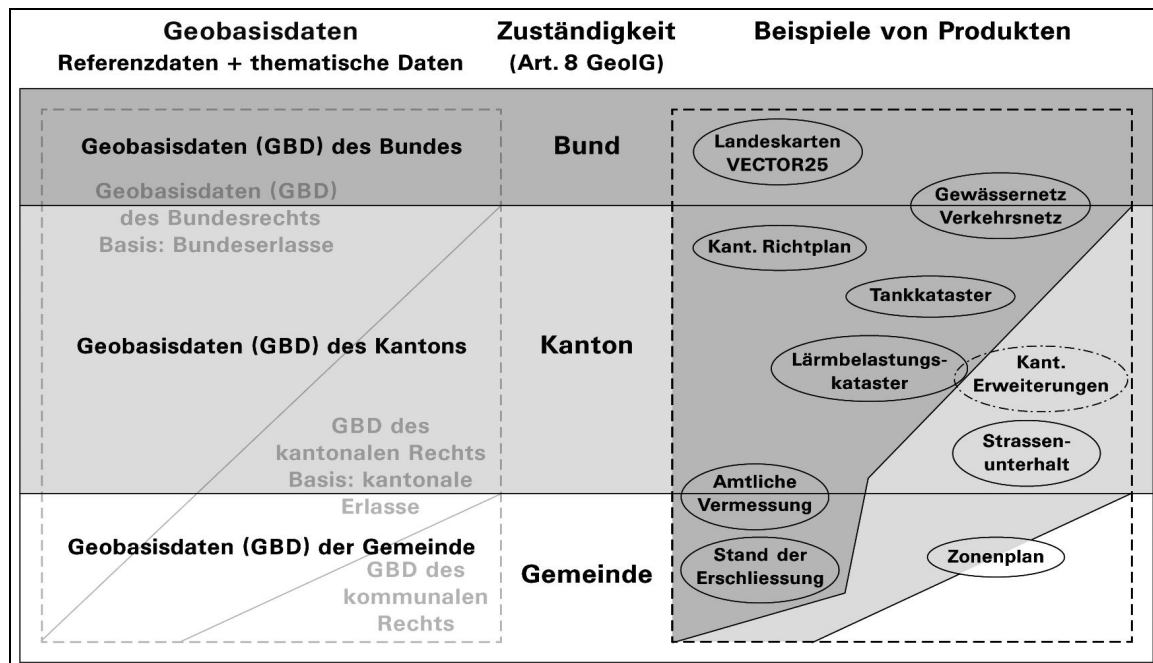 Geobasisdaten
Referenzdaten + thematische Daten
Zuständigkeit
(Art. 8 GeoIG)
Beispiele von Produkten
Geobasisdaten (GBD) des Bundes
Geobasisdaten (GBD)
des Bundesrechts
Basis: Bundeserlasse
Geobasisdaten (GBD) des Kantons
GBD des
kantonalen Rechts
Basis: kantonale
Erlasse
Geobasisdaten (GBD) der Gemeinde
GBD des
kommunalen
Rechts
Bund
Kanton
Gemeinde
Landeskarten
VECTOR25
Gewässernetz
Verkehrsnetz
Kant. Richtplan
Tankkataster
Lärmbelastungs-
kataster
Kant.
Erweiterungen
Strassen-
unterhalt
Amtliche
Vermessung
Stand der
Erschliessung
Zonenplan